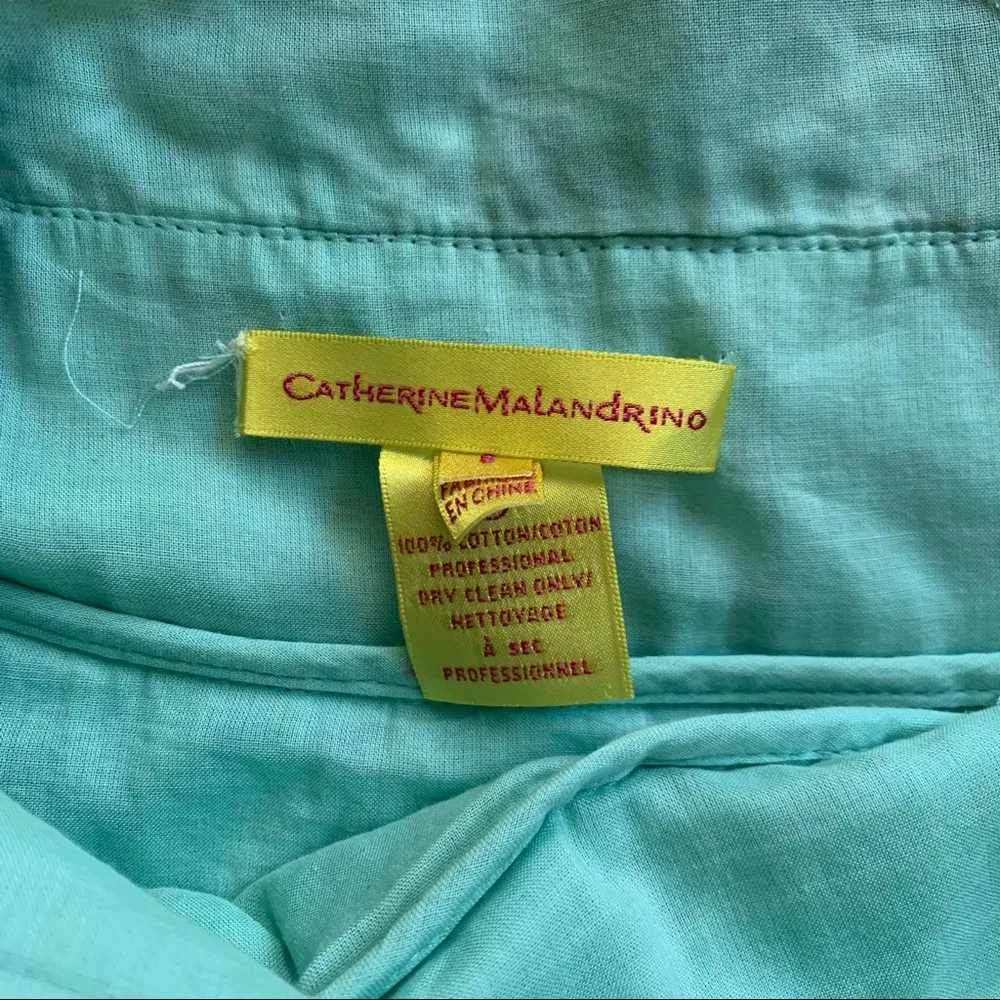 CATHERINEMALANDRINO
EN CHINE
100% COTTON/COTON
PROFESSIONAL
DRY CLEAN ONLY/
NETTOYAGE
À SEC
PROFESSIONNEL